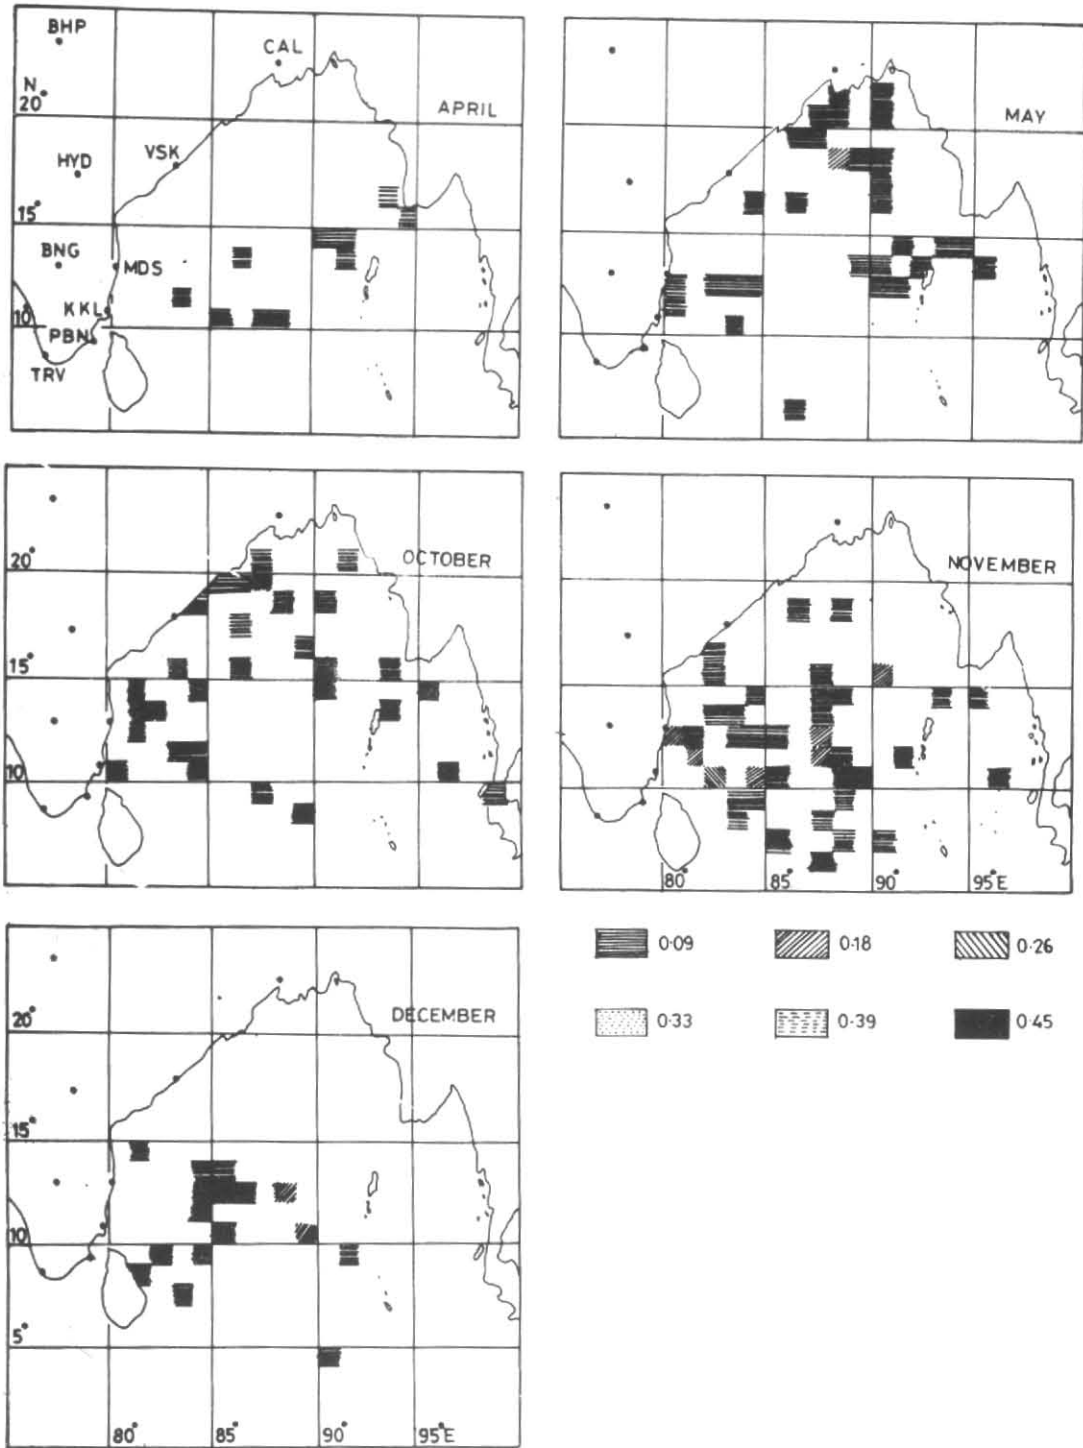 BHP
CAL
N
20°
APRIL
MAY
VSK
HYD
15°
BNG
MDS
KKL
10°
PBN
TRV
OCTOBER
20°
NOVEMBER
15°
10°
80° 85° 90° 95°E
0·09 0·18 0·26
0·33 0·39 0·45
DECEMBER
20°
15°
10°
5°
80° 85° 90° 95°E